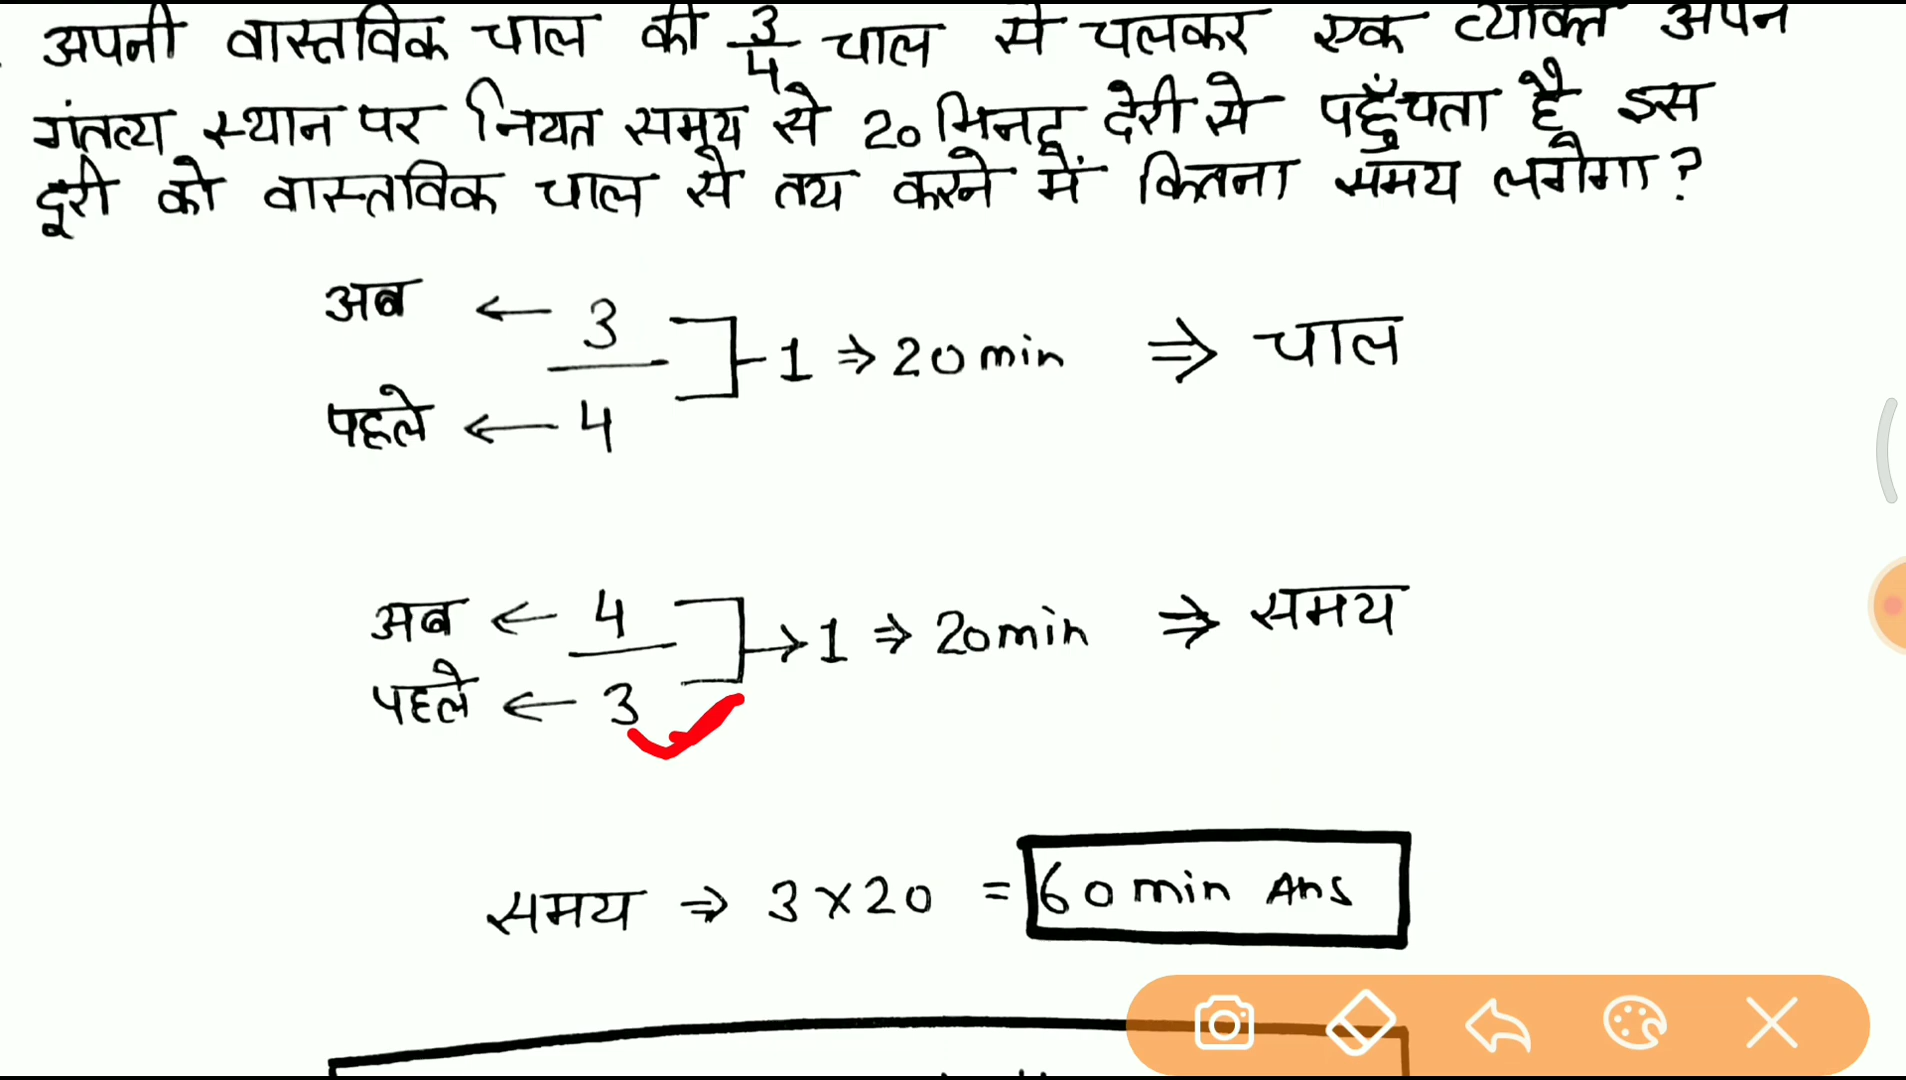 अपनी वास्तविक चाल की 3/4 चाल से चलकर एक व्यक्ति अपने
गंतव्य स्थान पर नियत समय से 20 मिनट देरी से पहुँचता है इस
दूरी को वास्तविक चाल से तय करने में कितना समय लगेगा?
अब ← 3
1 ⇒ 20 min ⇒ चाल
पहले ← 4
अब ← 4
→ 1 ⇒ 20 min ⇒ समय
पहले ← 3
समय ⇒ 3 × 20 = 60 min Ans